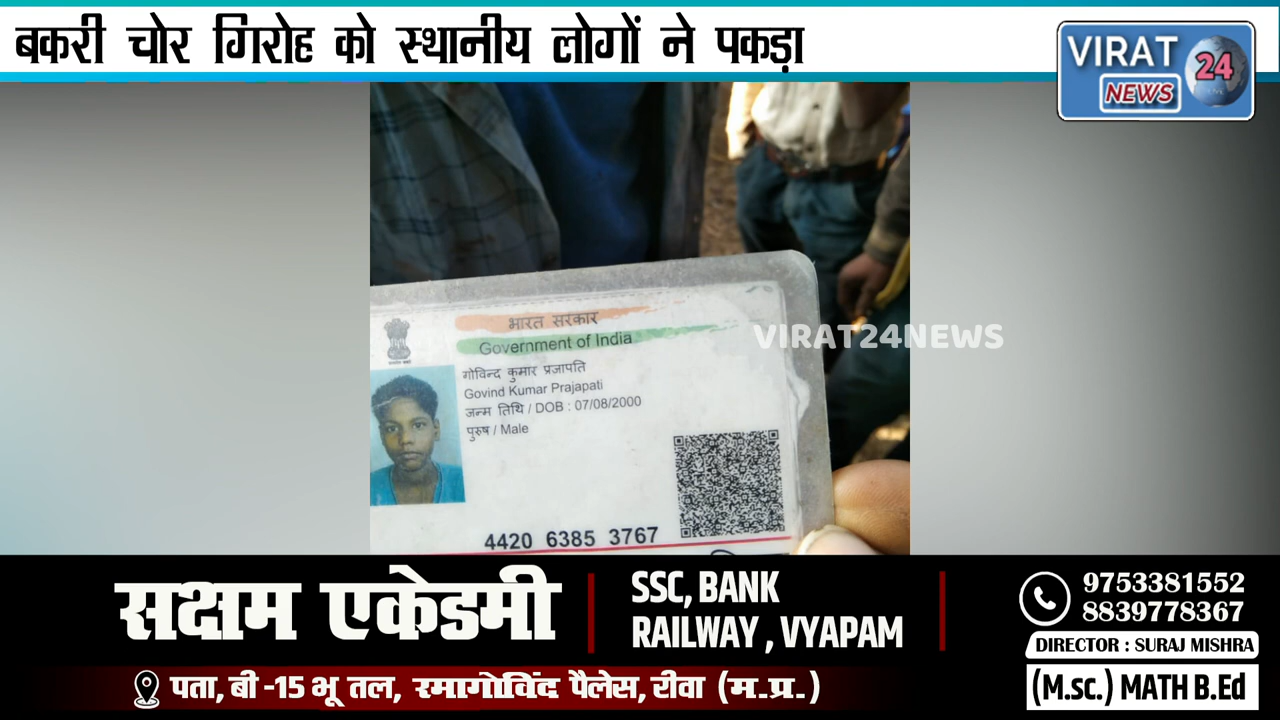 बकरी चोर गिरोह को स्थानीय लोगों ने पकड़ा
VIRAT
24
NEWS
भारत सरकार
Government of India
VIRAT24NEWS
गोविन्द कुमार प्रजापति
Govind Kumar Prajapati
जन्म तिथि / DOB : 07/08/2000
पुरुष / Male
4420 6385 3767
सक्षम एकेडमी
SSC, BANK
RAILWAY , VYAPAM
9753381552
8839778367
DIRECTOR : SURAJ MISHRA
(M.sc.) MATH B.Ed
पता, बी -15 भू तल, रमागोविंद पैलेस, रीवा (म.प्र.)